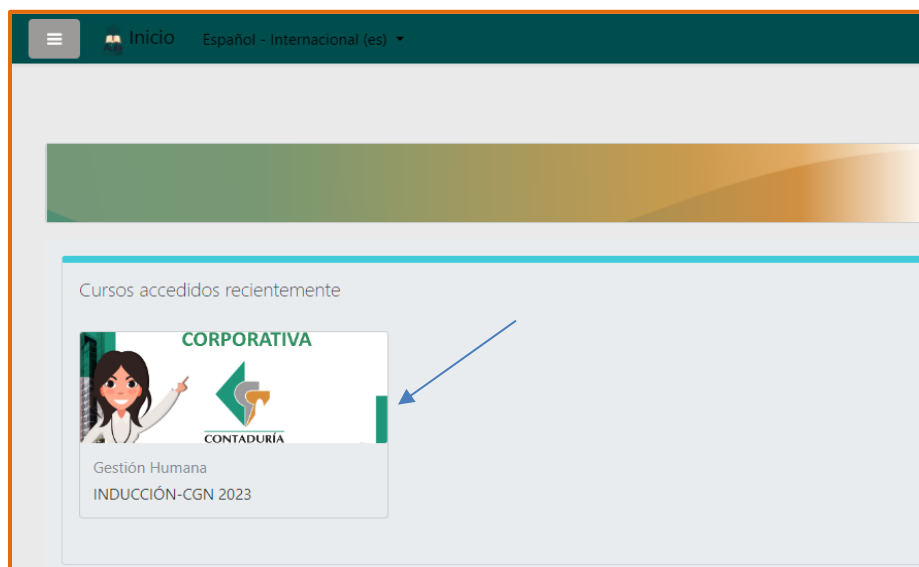 Inicio Español - Internacional (es)
Cursos accedidos recientemente
CORPORATIVA
CONTADURÍA
Gestión Humana
INDUCCIÓN-CGN 2023